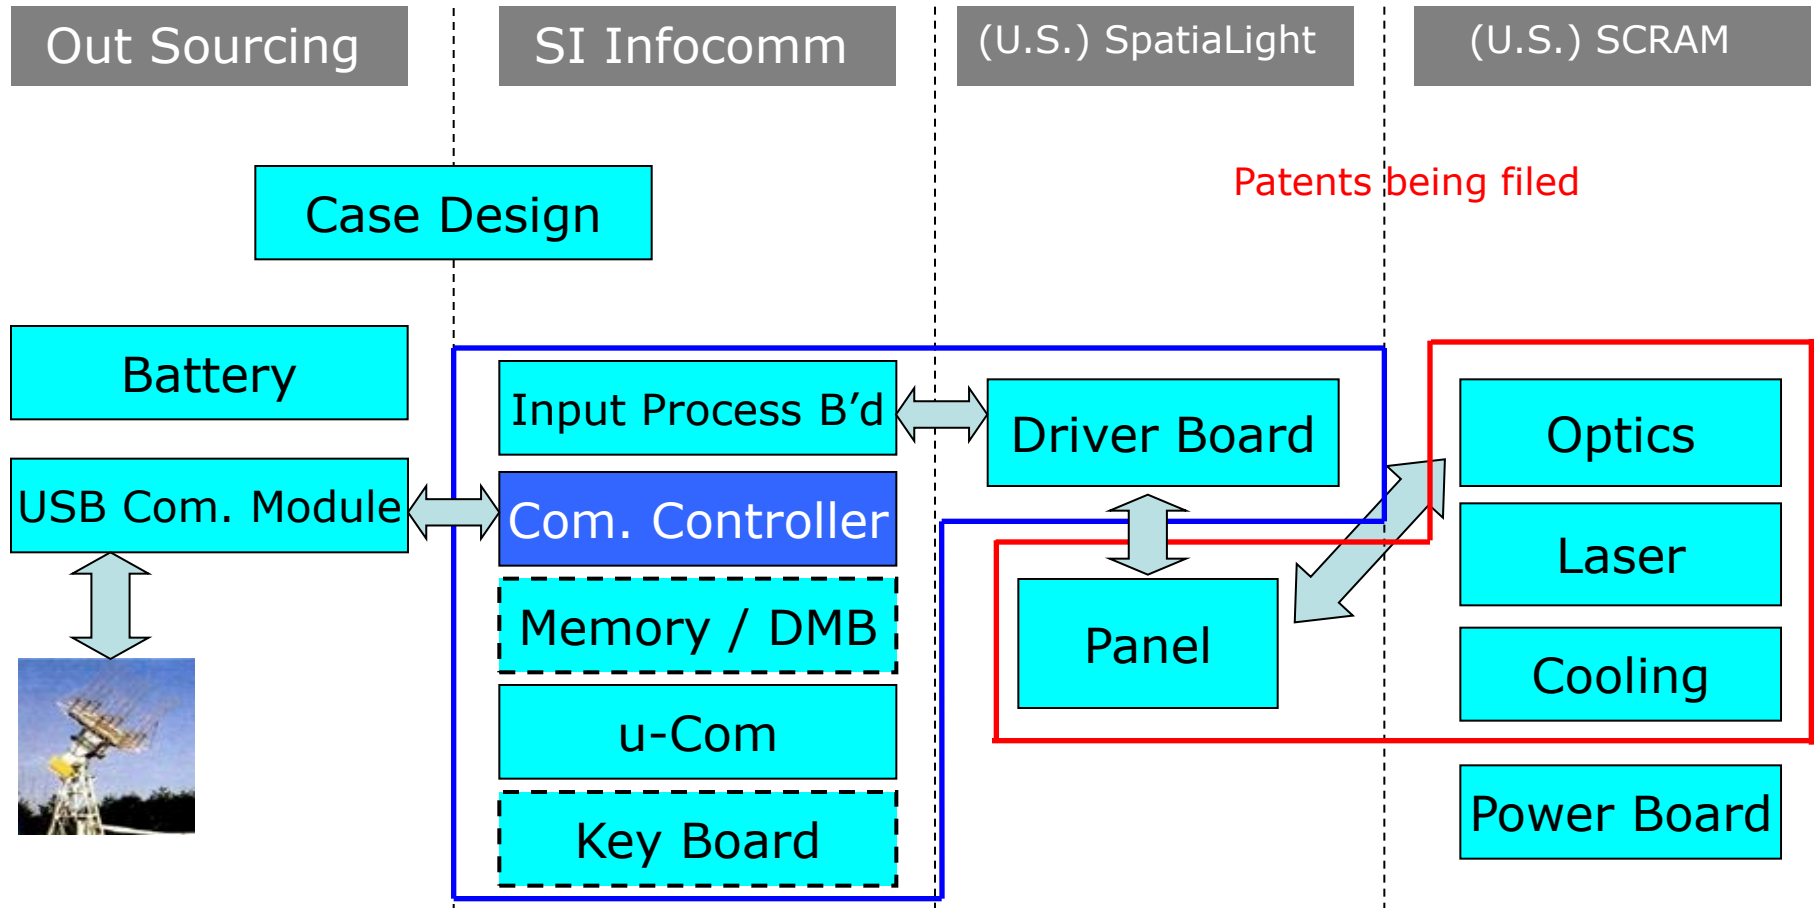 Out Sourcing
SI Infocomm
(U.S.) SpatiaLight
(U.S.) SCRAM
Case Design
Patents being filed
Battery
USB Com. Module
Input Process B’d
Com. Controller
Memory / DMB
u-Com
Key Board
Driver Board
Panel
Optics
Laser
Cooling
Power Board